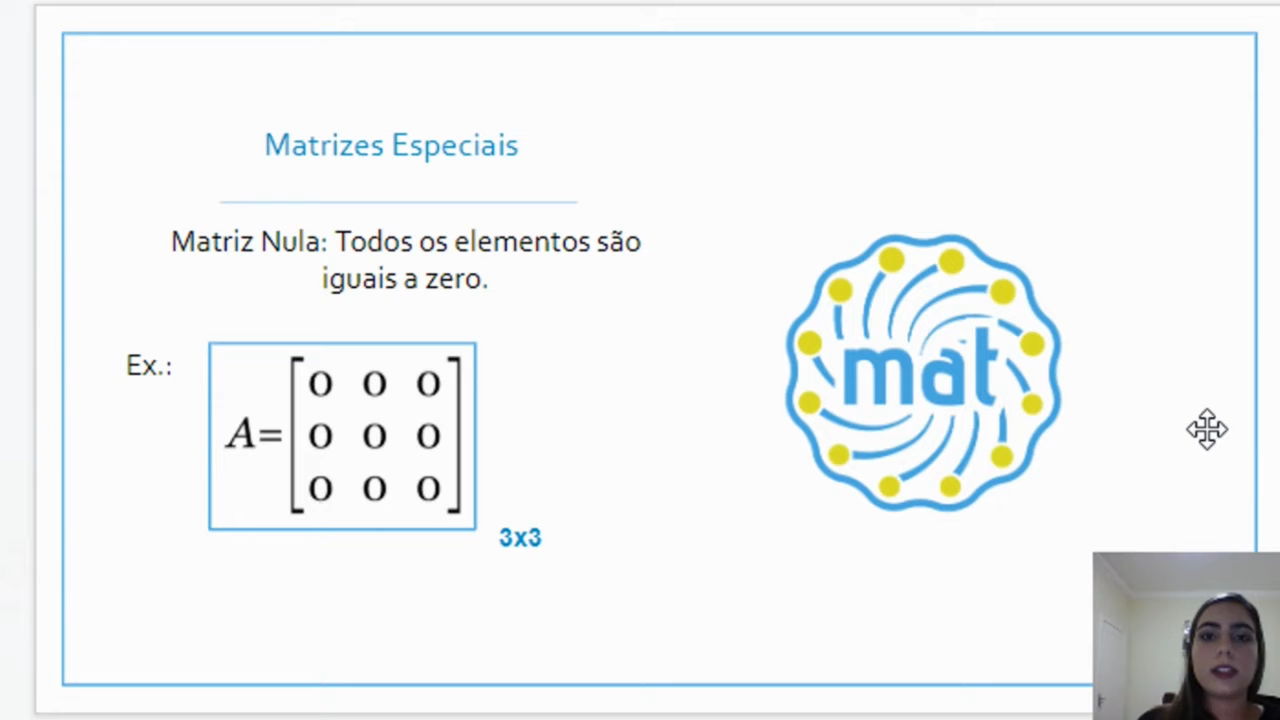 Matrizes Especiais
Matriz Nula: Todos os elementos são
iguais a zero.
Ex.:
A=
0 0 0
0 0 0
0 0 0
3x3
mat